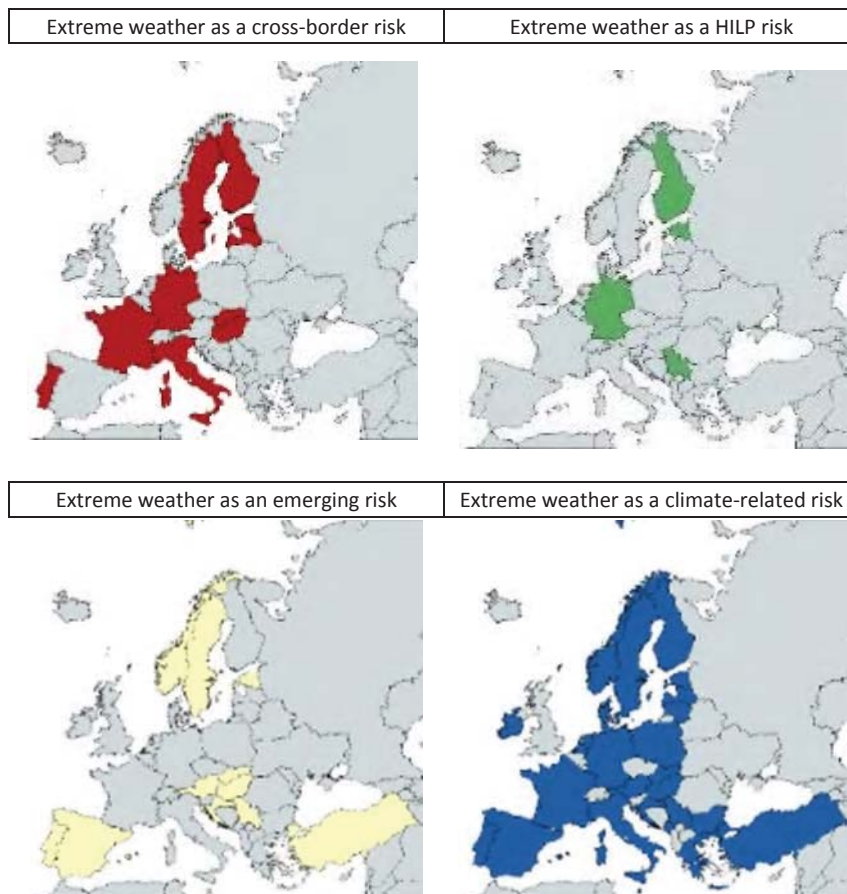 Extreme weather as a cross-border risk
Extreme weather as a HILP risk
Extreme weather as an emerging risk
Extreme weather as a climate-related risk